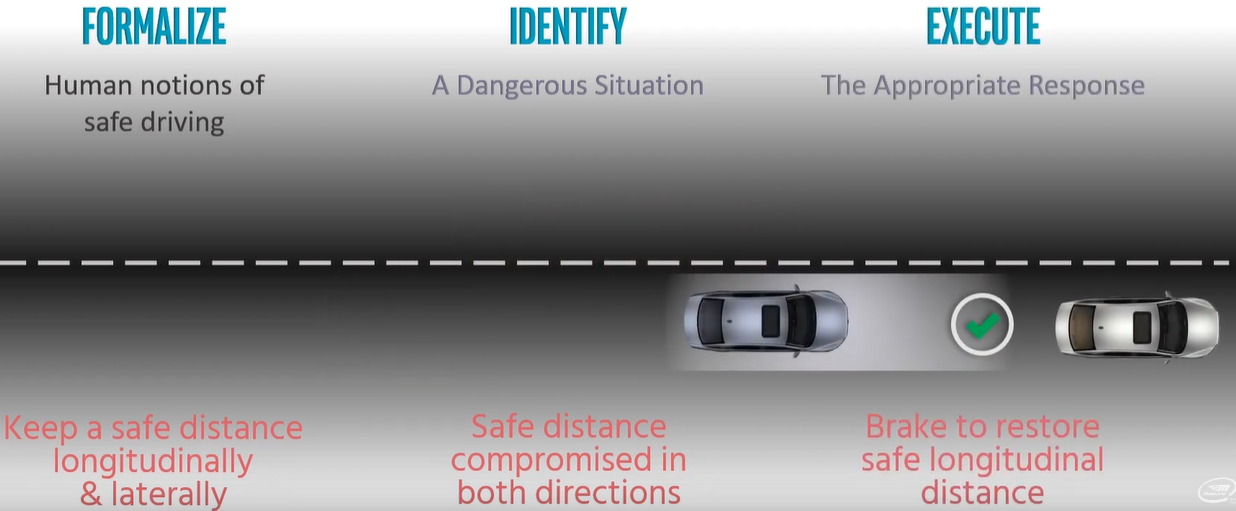 FORMALIZE
Human notions of
safe driving
IDENTIFY
A Dangerous Situation
EXECUTE
The Appropriate Response
Keep a safe distance
longitudinally
& laterally
Safe distance
compromised in
both directions
Brake to restore
safe longitudinal
distance